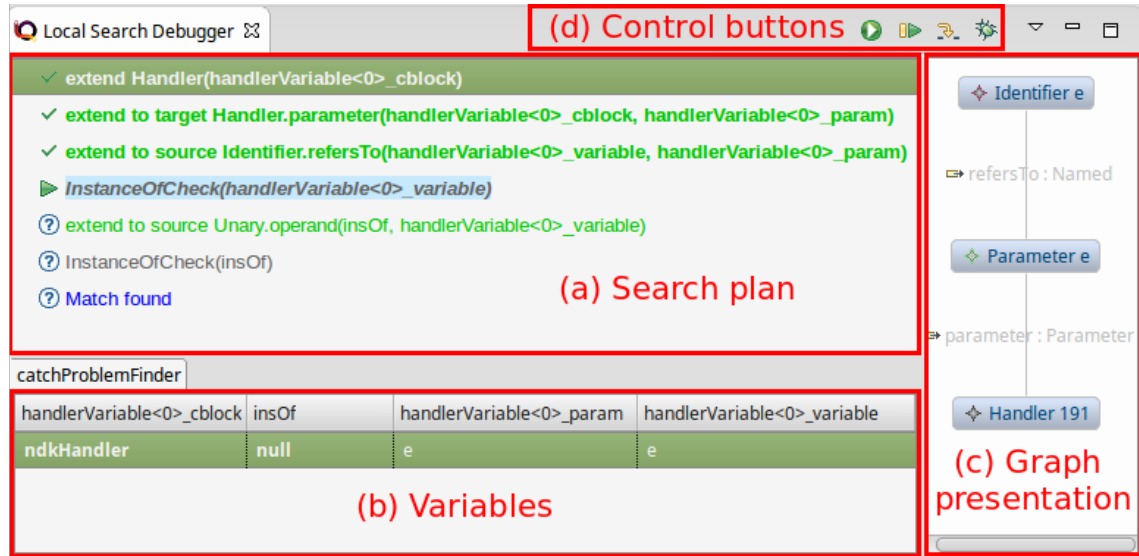 Local Search Debugger
(d) Control buttons
extend Handler(handlerVariable<0>_cblock)
extend to target Handler.parameter(handlerVariable<0>_cblock, handlerVariable<0>_param)
extend to source Identifier.refersTo(handlerVariable<0>_variable, handlerVariable<0>_param)
InstanceOfCheck(handlerVariable<0>_variable)
extend to source Unary.operand(insOf, handlerVariable<0>_variable)
InstanceOfCheck(insOf)
Match found
(a) Search plan
catchProblemFinder
handlerVariable<0>_cblock insOf handlerVariable<0>_param handlerVariable<0>_variable
ndkHandler null e e
(b) Variables
Identifier e
refersTo : Named
Parameter e
parameter : Parameter
Handler 191
(c) Graph
presentation